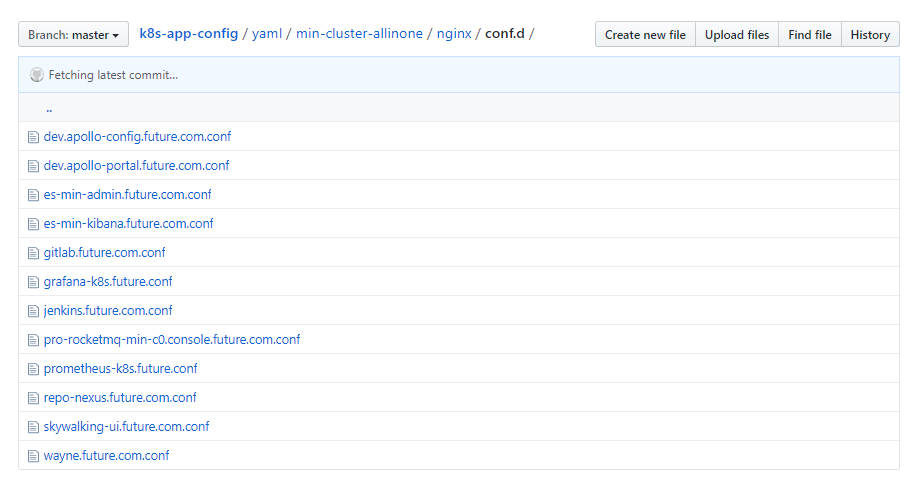 Branch: master k8s-app-config / yaml / min-cluster-allinone / nginx / conf.d / Create new file Upload files Find file History
Fetching latest commit...
..
dev.apollo-config.future.com.conf
dev.apollo-portal.future.com.conf
es-min-admin.future.com.conf
es-min-kibana.future.com.conf
gitlab.future.com.conf
grafana-k8s.future.conf
jenkins.future.com.conf
pro-rocketmq-min-c0.console.future.com.conf
prometheus-k8s.future.conf
repo-nexus.future.com.conf
skywalking-ui.future.com.conf
wayne.future.com.conf